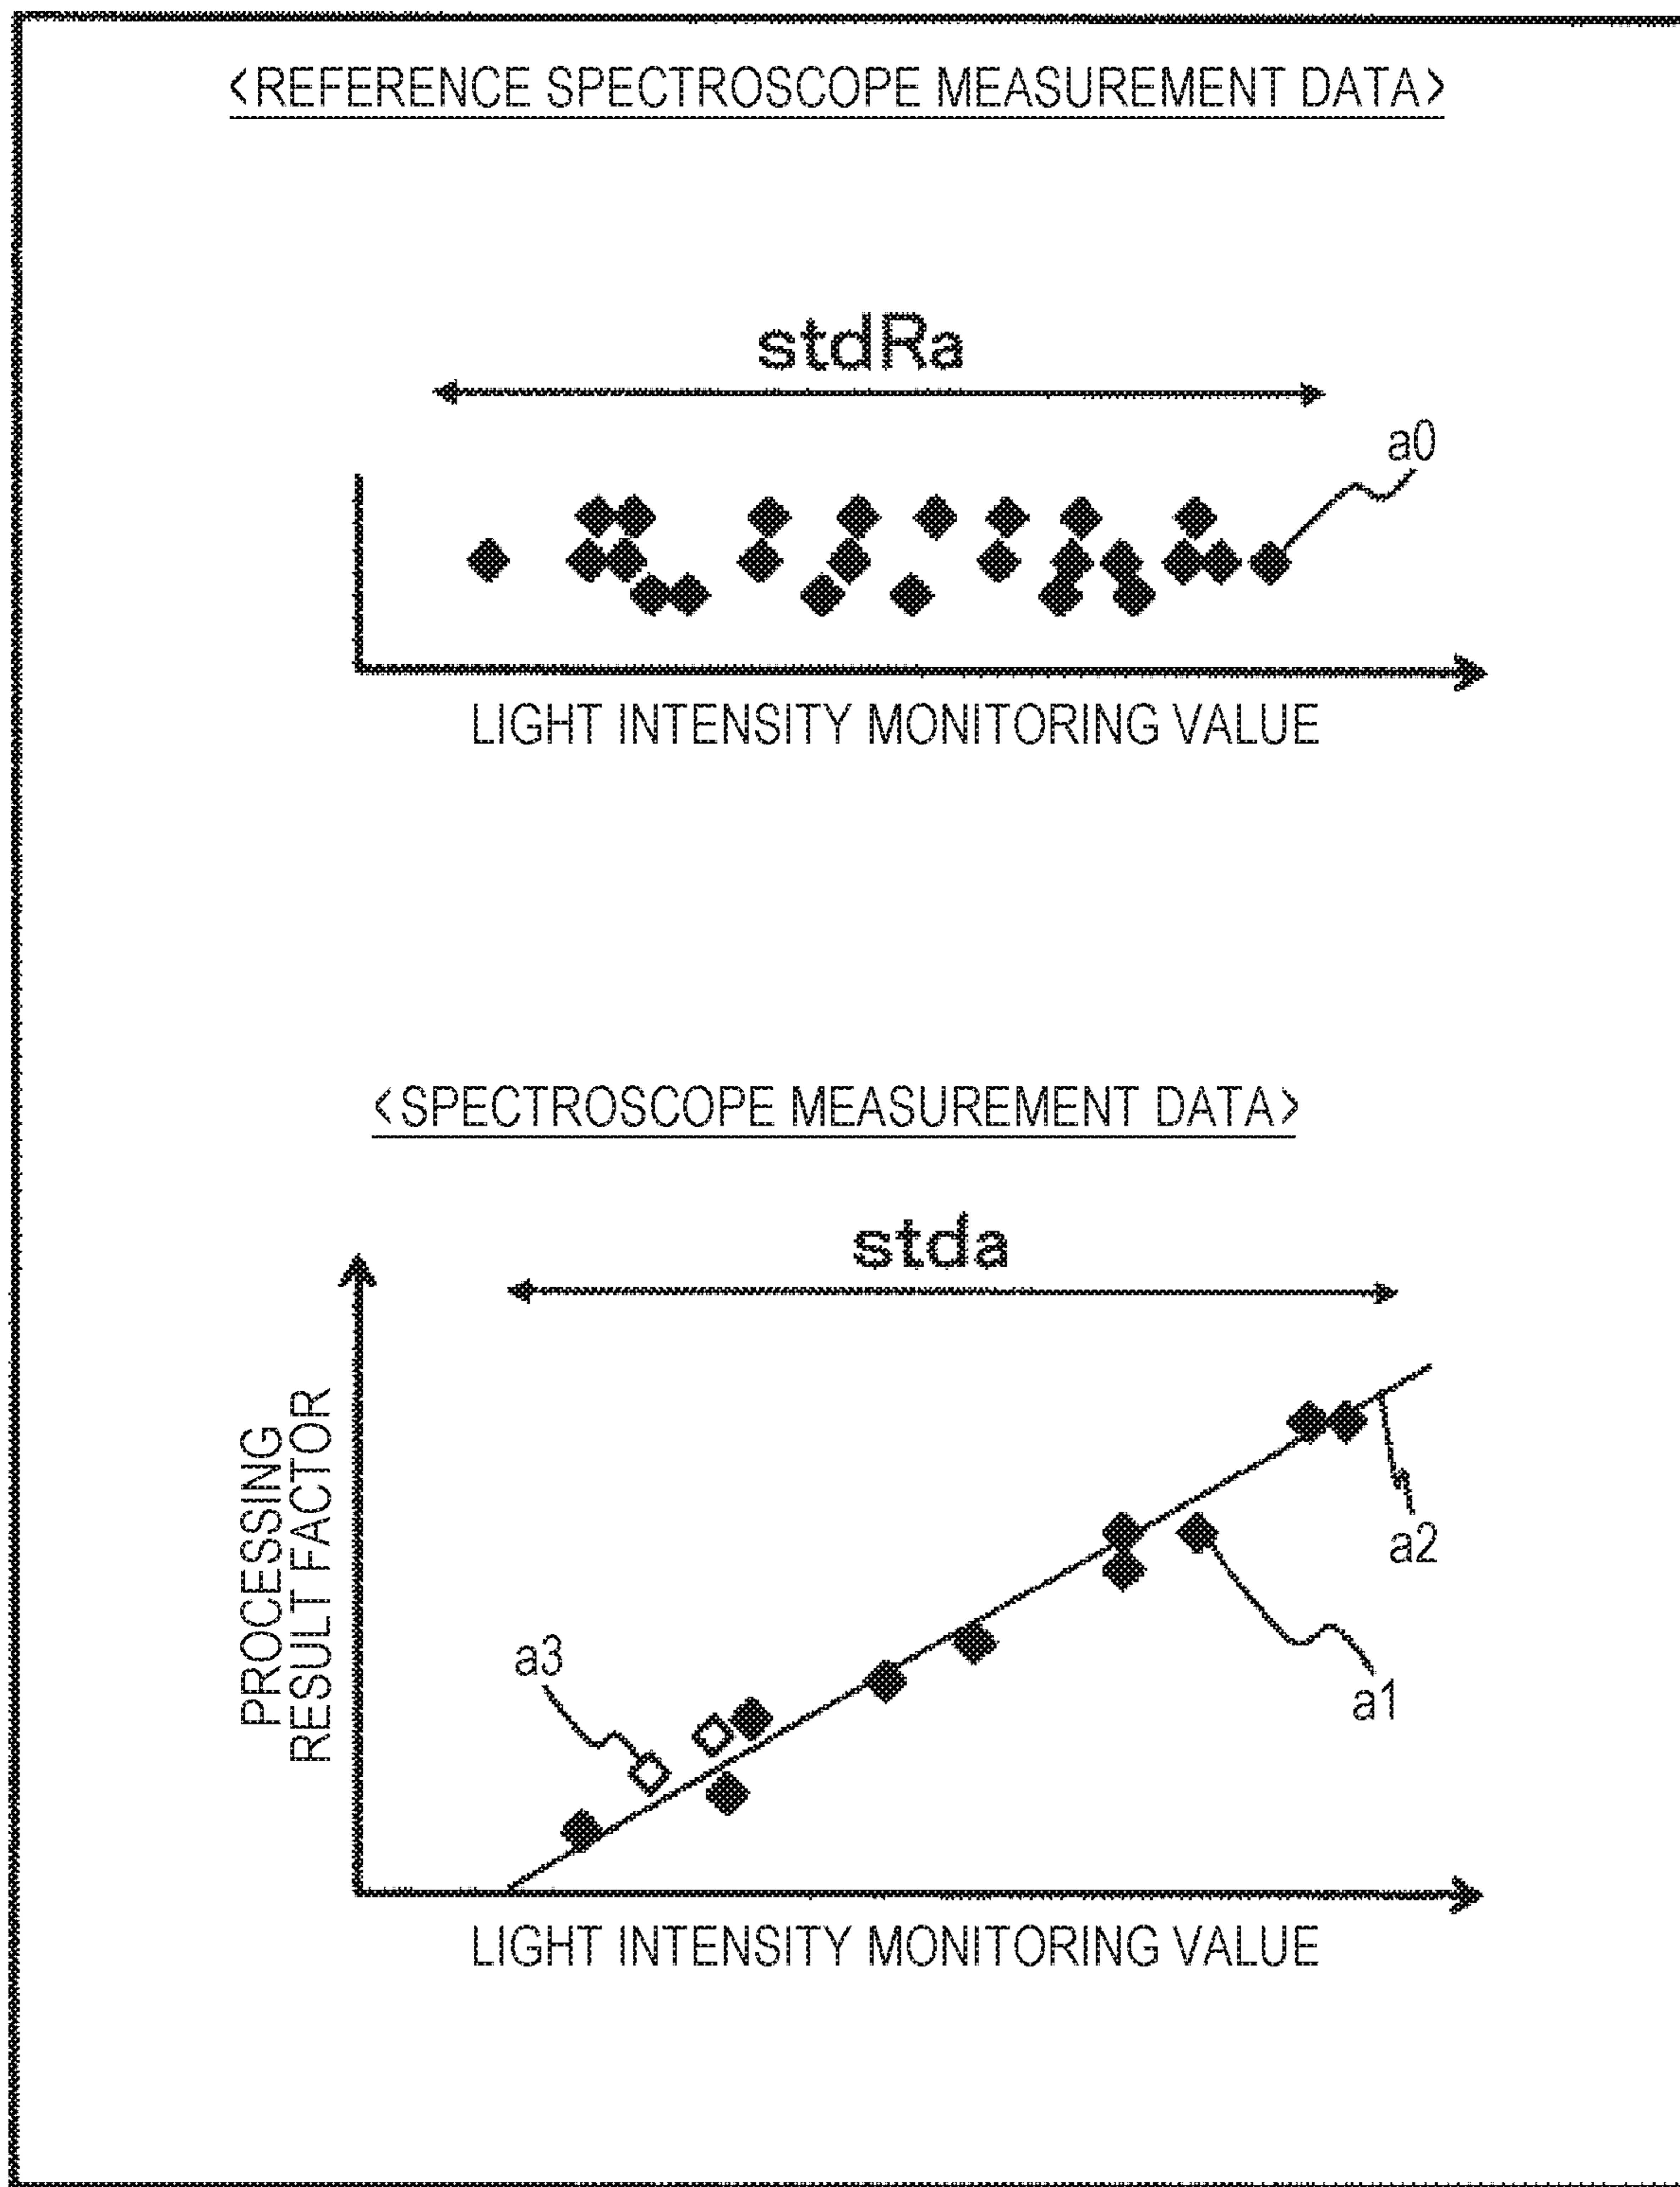 <REFERENCE SPECTROSCOPE MEASUREMENT DATA>
stdRa
a0
LIGHT INTENSITY MONITORING VALUE
<SPECTROSCOPE MEASUREMENT DATA>
stda
PROCESSING
RESULT FACTOR
a2
a3
a1
LIGHT INTENSITY MONITORING VALUE